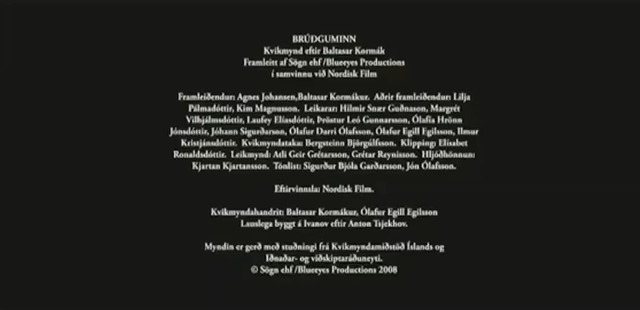 BRÚÐGUMINN
Kvikmynd eftir Baltasar Kormák
Framleitt af Sögn ehf /Blueeyes Productions
í samvinnu við Nordisk Film
Framleiðendur: Agnes Johansen,Baltasar Kormákur. Aðrir framleiðendur: Lilja
Pálmadóttir, Kim Magnusson. Leikarar: Hilmir Snær Guðnason, Margrét
Vilhjálmsdóttir, Laufey Elíasdóttir, Þröstur Leó Gunnarsson, Ólafía Hrönn
Jónsdóttir, Jóhann Sigurðarson, Ólafur Darri Ólafsson, Ólafur Egill Egilsson, Ilmur
Kristjánsdóttir. Kvikmyndataka: Bergsteinn Björgúlfsson. Klipping: Elísabet
Ronaldsdóttir. Leikmynd: Atli Geir Grétarsson, Grétar Reynisson. Hljóðhönnun:
Kjartan Kjartansson. Tónlist: Sigurður Bjóla Garðarsson, Jón Ólafsson.
Eftirvinnsla: Nordisk Film.
Kvikmyndahandrit: Baltasar Kormákur, Ólafur Egill Egilsson
Lauslega byggt á Ivanov eftir Anton Tsjekhov.
Myndin er gerð með stuðningi frá Kvikmyndamiðstöð Íslands og
Iðnaðar- og viðskiptaráðuneyti.
© Sögn ehf /Blueeyes Productions 2008